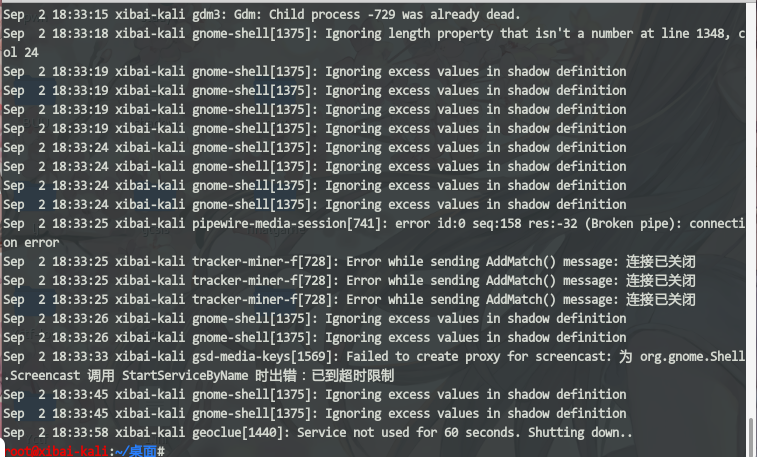 Sep  2 18:33:15 xibai-kali gdm3: Gdm: Child process -729 was already dead.
Sep  2 18:33:18 xibai-kali gnome-shell[1375]: Ignoring length property that isn't a number at line 1348, c
ol 24
Sep  2 18:33:19 xibai-kali gnome-shell[1375]: Ignoring excess values in shadow definition
Sep  2 18:33:19 xibai-kali gnome-shell[1375]: Ignoring excess values in shadow definition
Sep  2 18:33:19 xibai-kali gnome-shell[1375]: Ignoring excess values in shadow definition
Sep  2 18:33:19 xibai-kali gnome-shell[1375]: Ignoring excess values in shadow definition
Sep  2 18:33:24 xibai-kali gnome-shell[1375]: Ignoring excess values in shadow definition
Sep  2 18:33:24 xibai-kali gnome-shell[1375]: Ignoring excess values in shadow definition
Sep  2 18:33:24 xibai-kali gnome-shell[1375]: Ignoring excess values in shadow definition
Sep  2 18:33:24 xibai-kali gnome-shell[1375]: Ignoring excess values in shadow definition
Sep  2 18:33:25 xibai-kali pipewire-media-session[741]: error id:0 seq:158 res:-32 (Broken pipe): connecti
on error
Sep  2 18:33:25 xibai-kali tracker-miner-f[728]: Error while sending AddMatch() message: 连接已关闭
Sep  2 18:33:25 xibai-kali tracker-miner-f[728]: Error while sending AddMatch() message: 连接已关闭
Sep  2 18:33:25 xibai-kali tracker-miner-f[728]: Error while sending AddMatch() message: 连接已关闭
Sep  2 18:33:26 xibai-kali gnome-shell[1375]: Ignoring excess values in shadow definition
Sep  2 18:33:26 xibai-kali gnome-shell[1375]: Ignoring excess values in shadow definition
Sep  2 18:33:33 xibai-kali gsd-media-keys[1569]: Failed to create proxy for screencast: 为 org.gnome.Shell
.Screencast 调用 StartServiceByName 时出错：已到超时限制
Sep  2 18:33:45 xibai-kali gnome-shell[1375]: Ignoring excess values in shadow definition
Sep  2 18:33:45 xibai-kali gnome-shell[1375]: Ignoring excess values in shadow definition
Sep  2 18:33:58 xibai-kali geoclue[1440]: Service not used for 60 seconds. Shutting down..
root@xibai-kali:~/桌面#